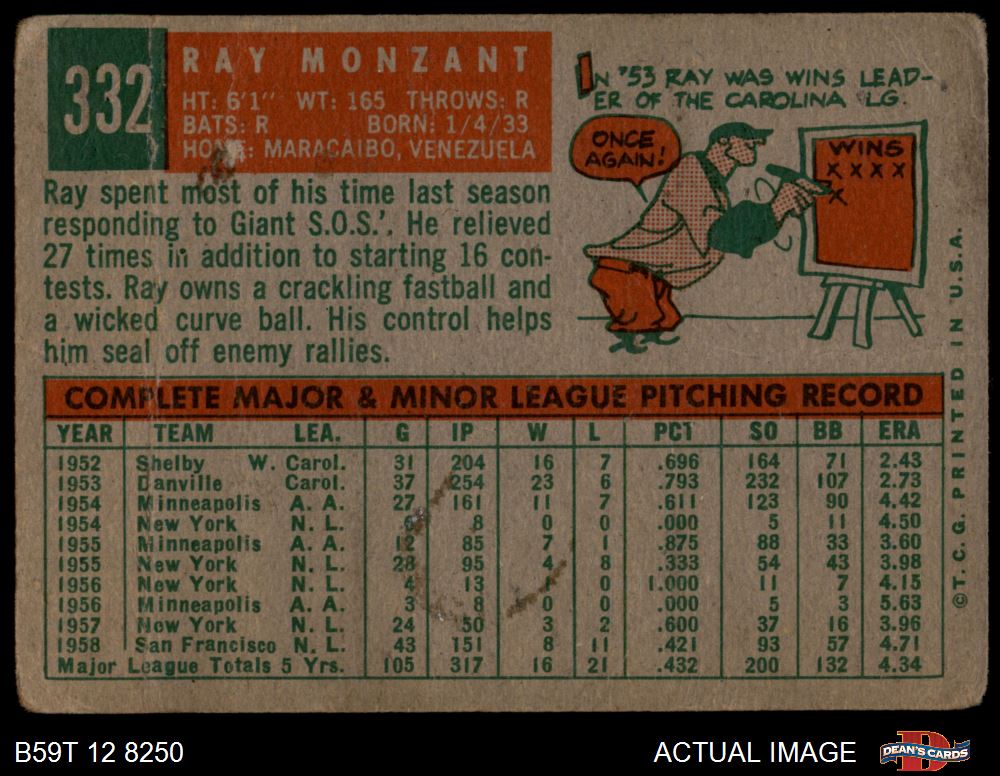 332
RAY MONZANT
HT: 6'1" WT: 165 THROWS: R
BATS: R BORN: 1/4/33
HOME: MARACAIBO, VENEZUELA
IN '53 RAY WAS WINS LEAD-
ER OF THE CAROLINA LG.
ONCE
AGAIN!
WINS
X X X X
X
Ray spent most of his time last season
responding to Giant S.O.S.'. He relieved
27 times in addition to starting 16 con-
tests. Ray owns a crackling fastball and
a wicked curve ball. His control helps
him seal off enemy rallies.
COMPLETE MAJOR & MINOR LEAGUE PITCHING RECORD
YEAR TEAM LEA. G IP W L PCT SO BB ERA
1952 Shelby W. Carol. 31 204 16 7 .696 164 71 2.43
1953 Danville Carol. 37 254 23 6 .793 232 107 2.73
1954 Minneapolis A. A. 27 161 11 7 .611 123 90 4.42
1954 New York N. L. 6 8 0 0 .000 5 11 4.50
1955 Minneapolis A. A. 12 85 7 1 .875 88 33 3.60
1955 New York N. L. 28 95 4 8 .333 54 43 3.98
1956 New York N. L. 4 13 1 0 1.000 11 7 4.15
1956 Minneapolis A. A. 3 8 0 0 .000 5 3 5.63
1957 New York N. L. 24 50 3 2 .600 37 16 3.96
1958 San Francisco N. L. 43 151 8 11 .421 93 57 4.71
Major League Totals 5 Yrs. 105 317 16 21 .432 200 132 4.34
© T. C. G. PRINTED IN U.S.A.
B59T 12 8250
ACTUAL IMAGE
DEAN'S CARDS